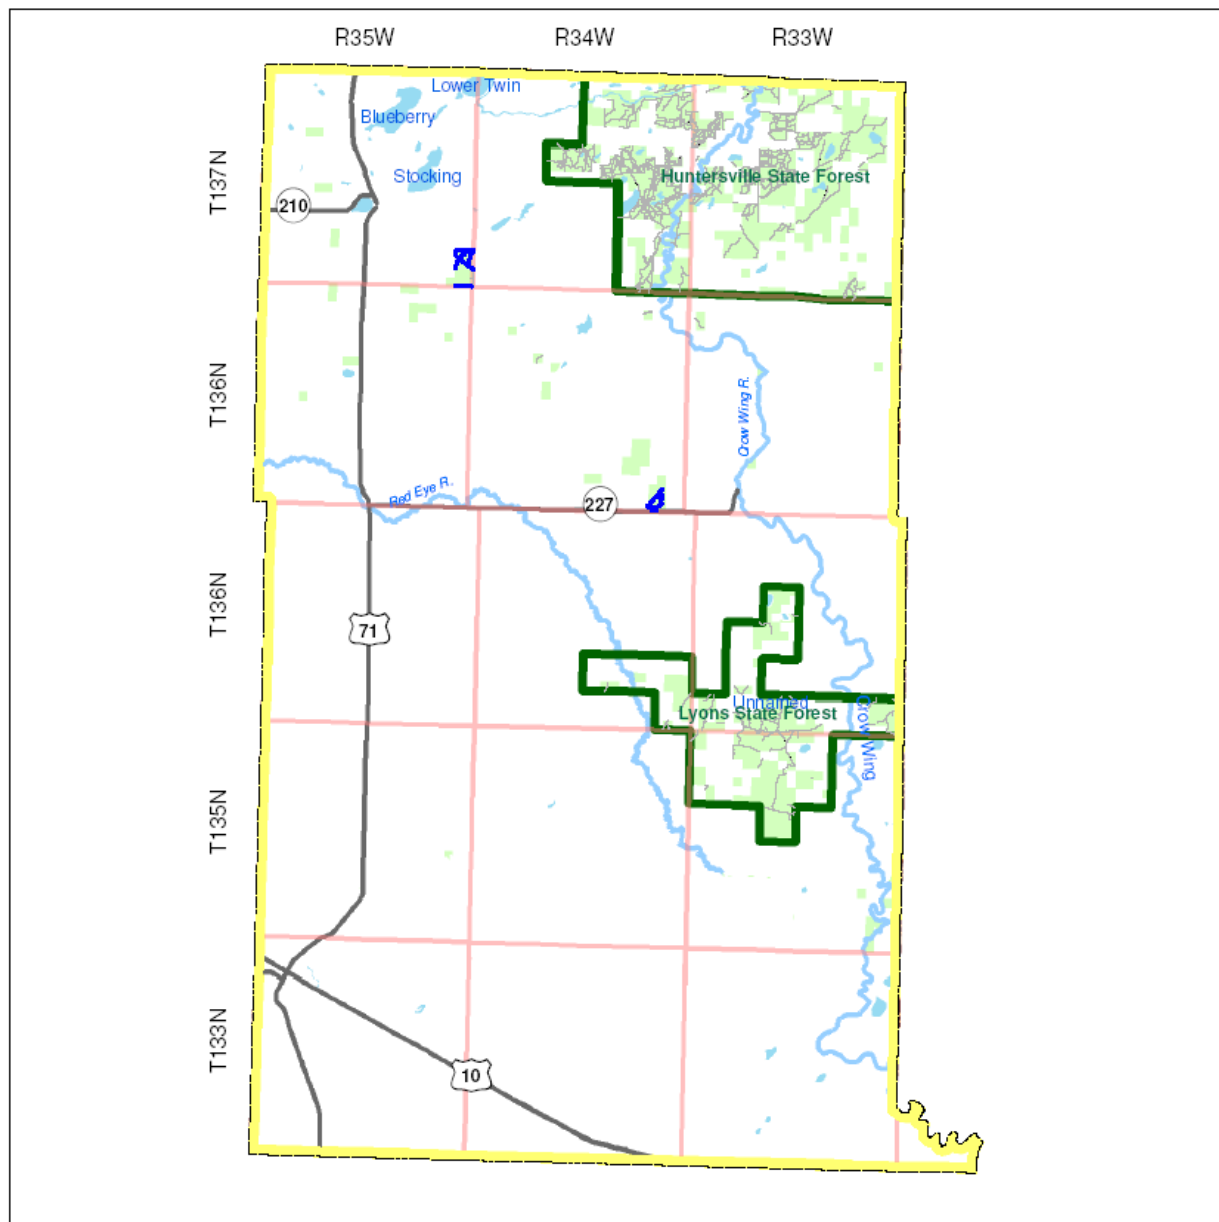 R35W R34W R33W
Lower Twin
Blueberry
Stocking
Huntersville State Forest
T137N
210
T136N
Crow Wing R.
Red Eye R.
227
T136N
71
Unnamed
Lyons State Forest
Crow Wing
T135N
T133N
10